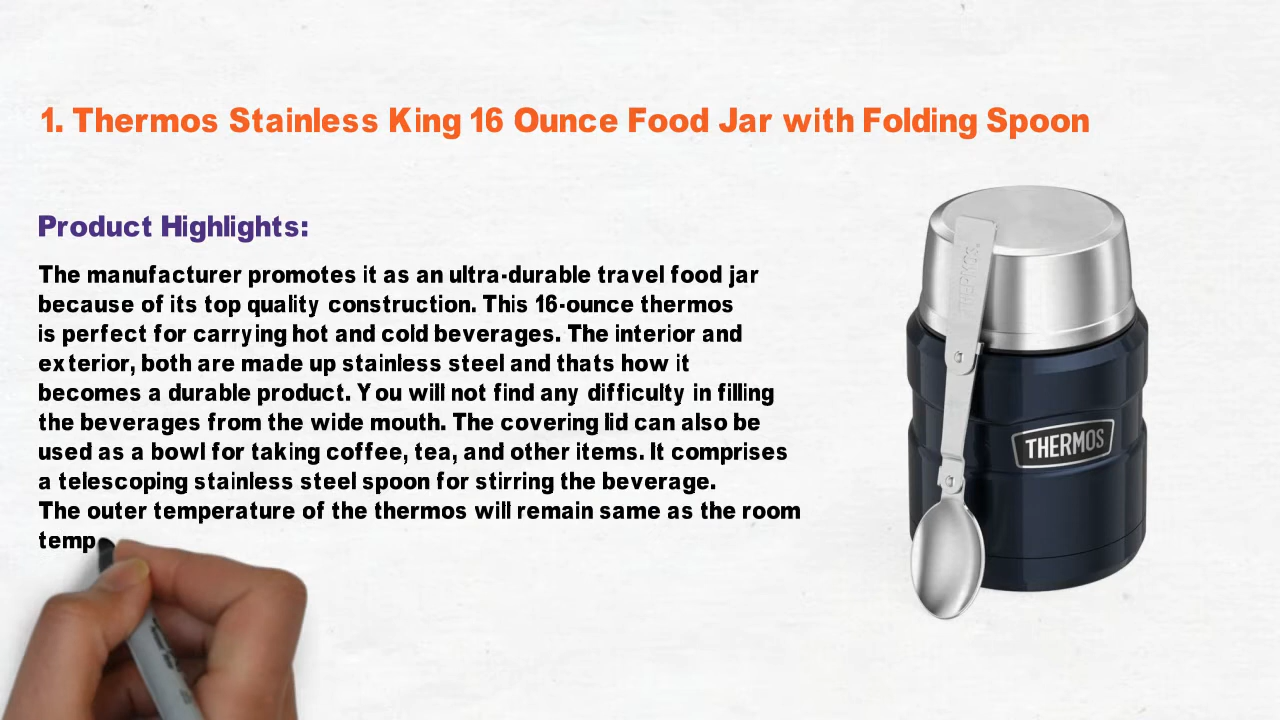 1. Thermos Stainless King 16 Ounce Food Jar with Folding Spoon
Product Highlights:
The manufacturer promotes it as an ultra-durable travel food jar
because of its top quality construction. This 16-ounce thermos
is perfect for carrying hot and cold beverages. The interior and
exterior, both are made up stainless steel and thats how it
becomes a durable product. You will not find any difficulty in filling
the beverages from the wide mouth. The covering lid can also be
used as a bowl for taking coffee, tea, and other items. It comprises
a telescoping stainless steel spoon for stirring the beverage.
The outer temperature of the thermos will remain same as the room
temp
THERMOS
THERMOS